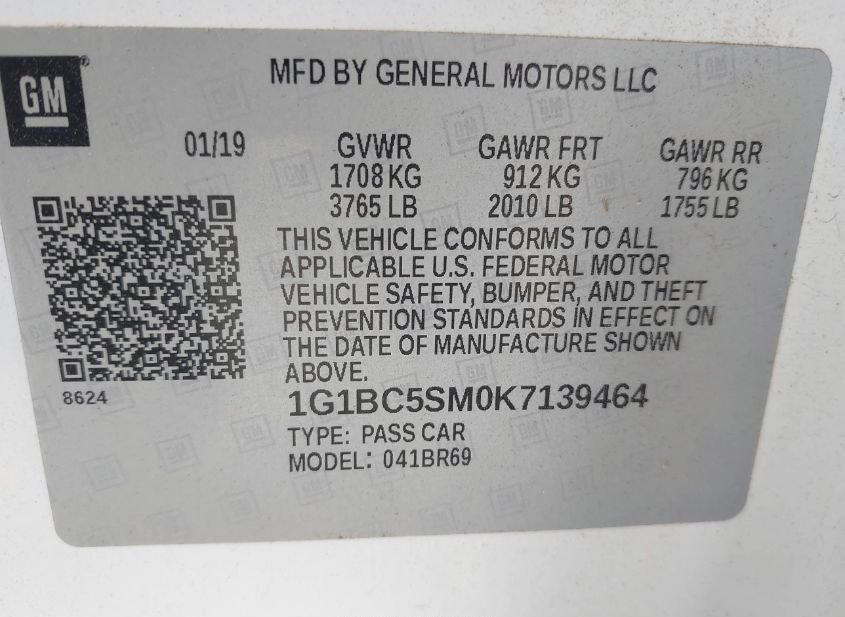 GM
MFD BY GENERAL MOTORS LLC
01/19 GVWR GAWR FRT GAWR RR
1708 KG 912 KG 796 KG
3765 LB 2010 LB 1755 LB
THIS VEHICLE CONFORMS TO ALL
APPLICABLE U.S. FEDERAL MOTOR
VEHICLE SAFETY, BUMPER, AND THEFT
PREVENTION STANDARDS IN EFFECT ON
THE DATE OF MANUFACTURE SHOWN
ABOVE.
8624
1G1BC5SM0K7139464
TYPE: PASS CAR
MODEL: 041BR69